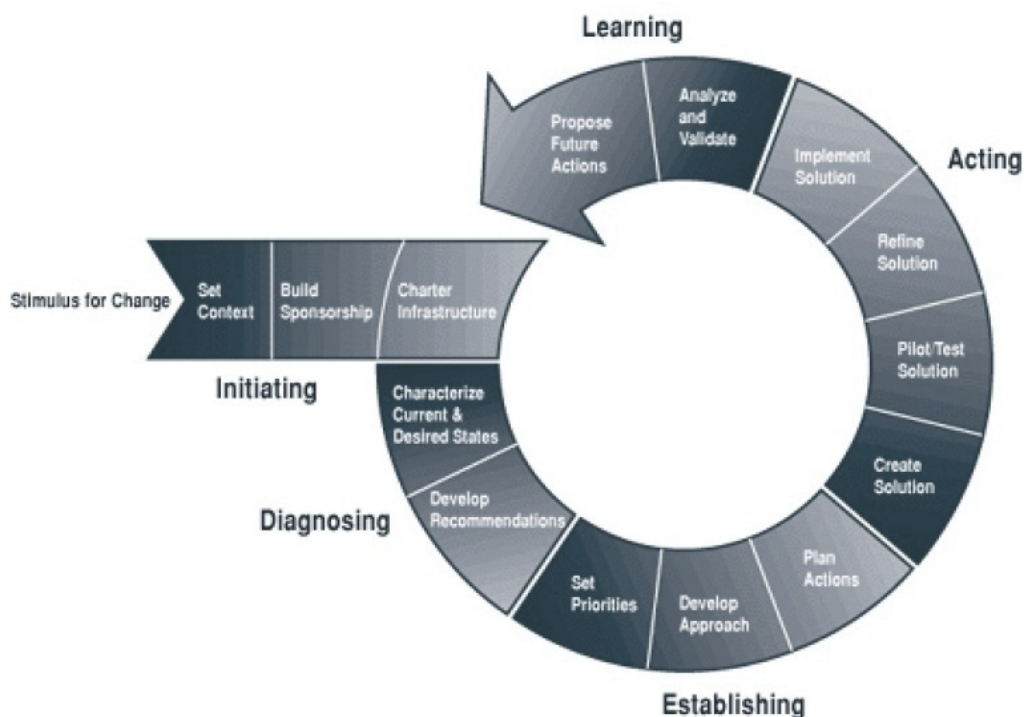 Learning
Propose
Future
Actions
Analyze
and
Validate
Implement
Solution
Acting
Refine
Solution
Pilot/Test
Solution
Create
Solution
Stimulus for Change
Set
Context
Build
Sponsorship
Charter
Infrastructure
Initiating
Characterize
Current &
Desired States
Develop
Recommendations
Diagnosing
Set
Priorities
Develop
Approach
Plan
Actions
Establishing